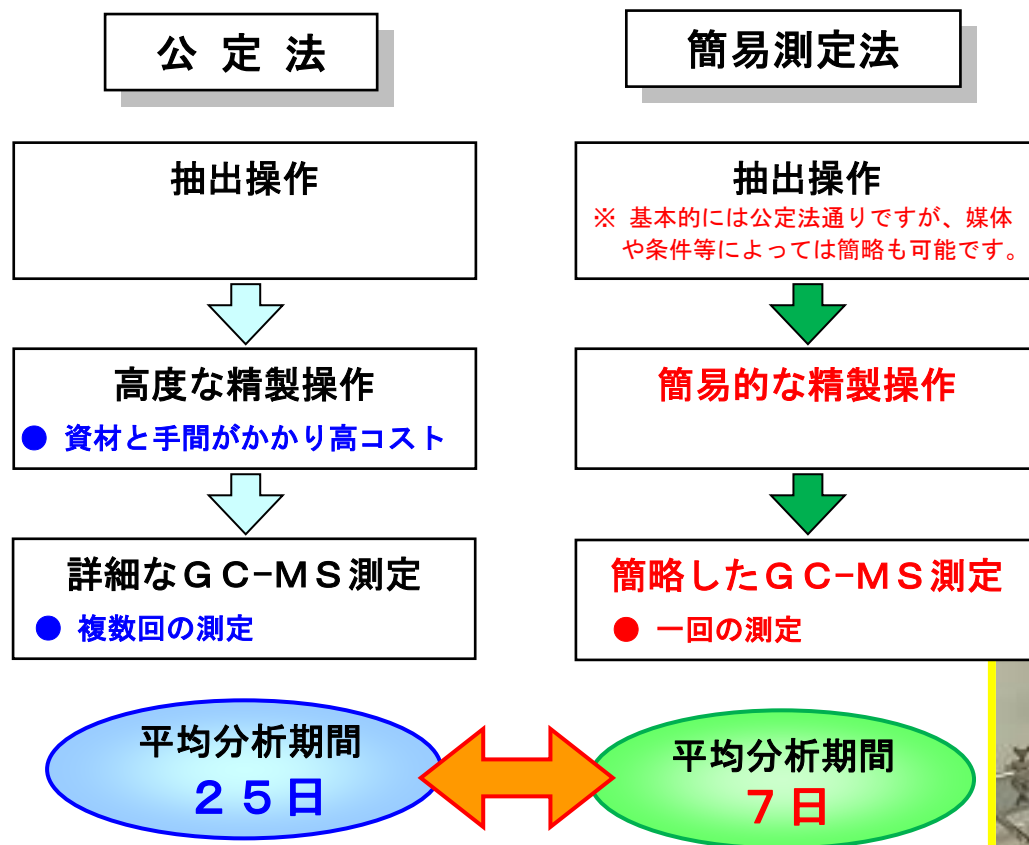 公 定 法
抽出操作
高度な精製操作
● 資材と手間がかかり高コスト
詳細なＧＣ−ＭＳ測定
● 複数回の測定
平均分析期間
２５日
簡易測定法
抽出操作
※ 基本的には公定法通りですが、媒体
や条件等によっては簡略も可能です。
簡易的な精製操作
簡略したＧＣ−ＭＳ測定
● 一回の測定
平均分析期間
７日